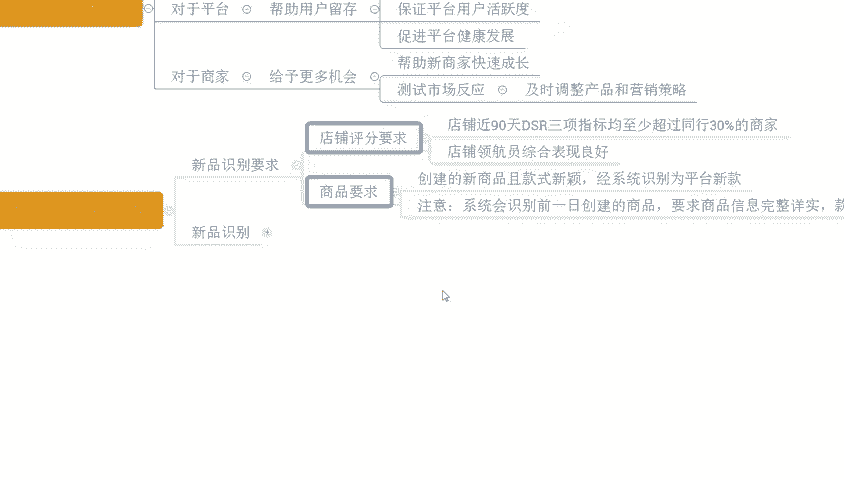 对于平台 帮助用户留存 保证平台用户活跃度
促进平台健康发展
帮助新商家快速成长
对于商家 给予更多机会
测试市场反应 及时调整产品和营销策略
店铺近90天DSR三项指标均至少超过同行30%的商家
店铺评分要求
店铺领航员综合表现良好
新品识别要求
创建的新商品且款式新颖，经系统识别为平台新款
商品要求
注意：系统会识别前一日创建的商品，要求商品信息完整详实，款
新品识别